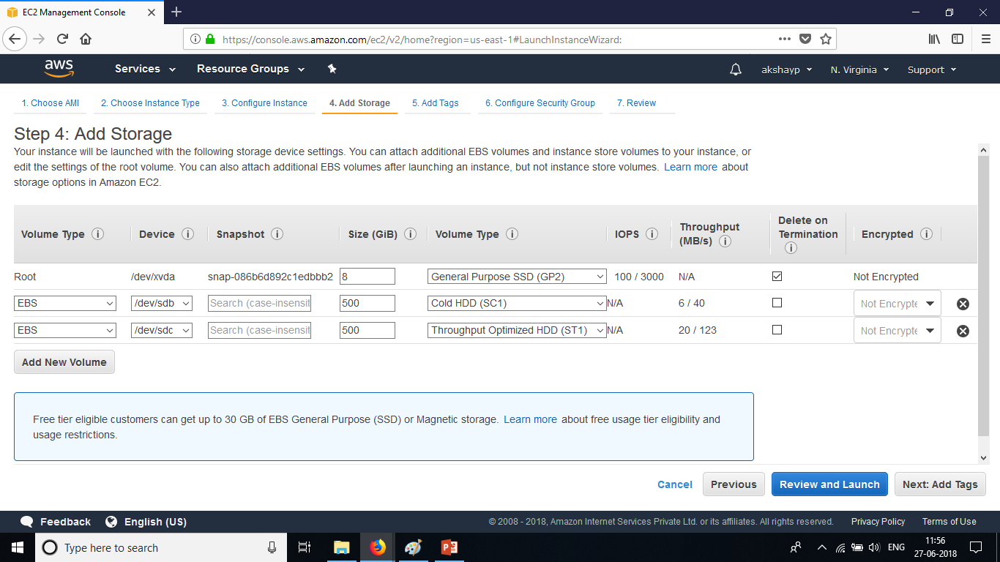 EC2 Management Console
https://console.aws.amazon.com/ec2/v2/home?region=us-east-1#LaunchInstanceWizard:
aws Services Resource Groups akshayp N. Virginia Support
1. Choose AMI 2. Choose Instance Type 3. Configure Instance 4. Add Storage 5. Add Tags 6. Configure Security Group 7. Review
Step 4: Add Storage
Your instance will be launched with the following storage device settings. You can attach additional EBS volumes and instance store volumes to your instance, or
edit the settings of the root volume. You can also attach additional EBS volumes after launching an instance, but not instance store volumes. Learn more about
storage options in Amazon EC2.
Volume Type Device Snapshot Size (GiB) Volume Type IOPS Throughput (MB/s) Delete on Termination Encrypted
Root /dev/xvda snap-086b6d892c1edbbb2 8 General Purpose SSD (GP2) 100 / 3000 N/A Not Encrypted
EBS /dev/sdb Search (case-insensit 500 Cold HDD (SC1) N/A 6 / 40 Not Encrypte
EBS /dev/sdc Search (case-insensit 500 Throughput Optimized HDD (ST1) N/A 20 / 123 Not Encrypte
Add New Volume
Free tier eligible customers can get up to 30 GB of EBS General Purpose (SSD) or Magnetic storage. Learn more about free usage tier eligibility and
usage restrictions.
Cancel Previous Review and Launch Next: Add Tags
Feedback English (US) © 2008 - 2018, Amazon Internet Services Private Ltd. or its affiliates. All rights reserved. Privacy Policy Terms of Use
Type here to search ENG 11:56
27-06-2018